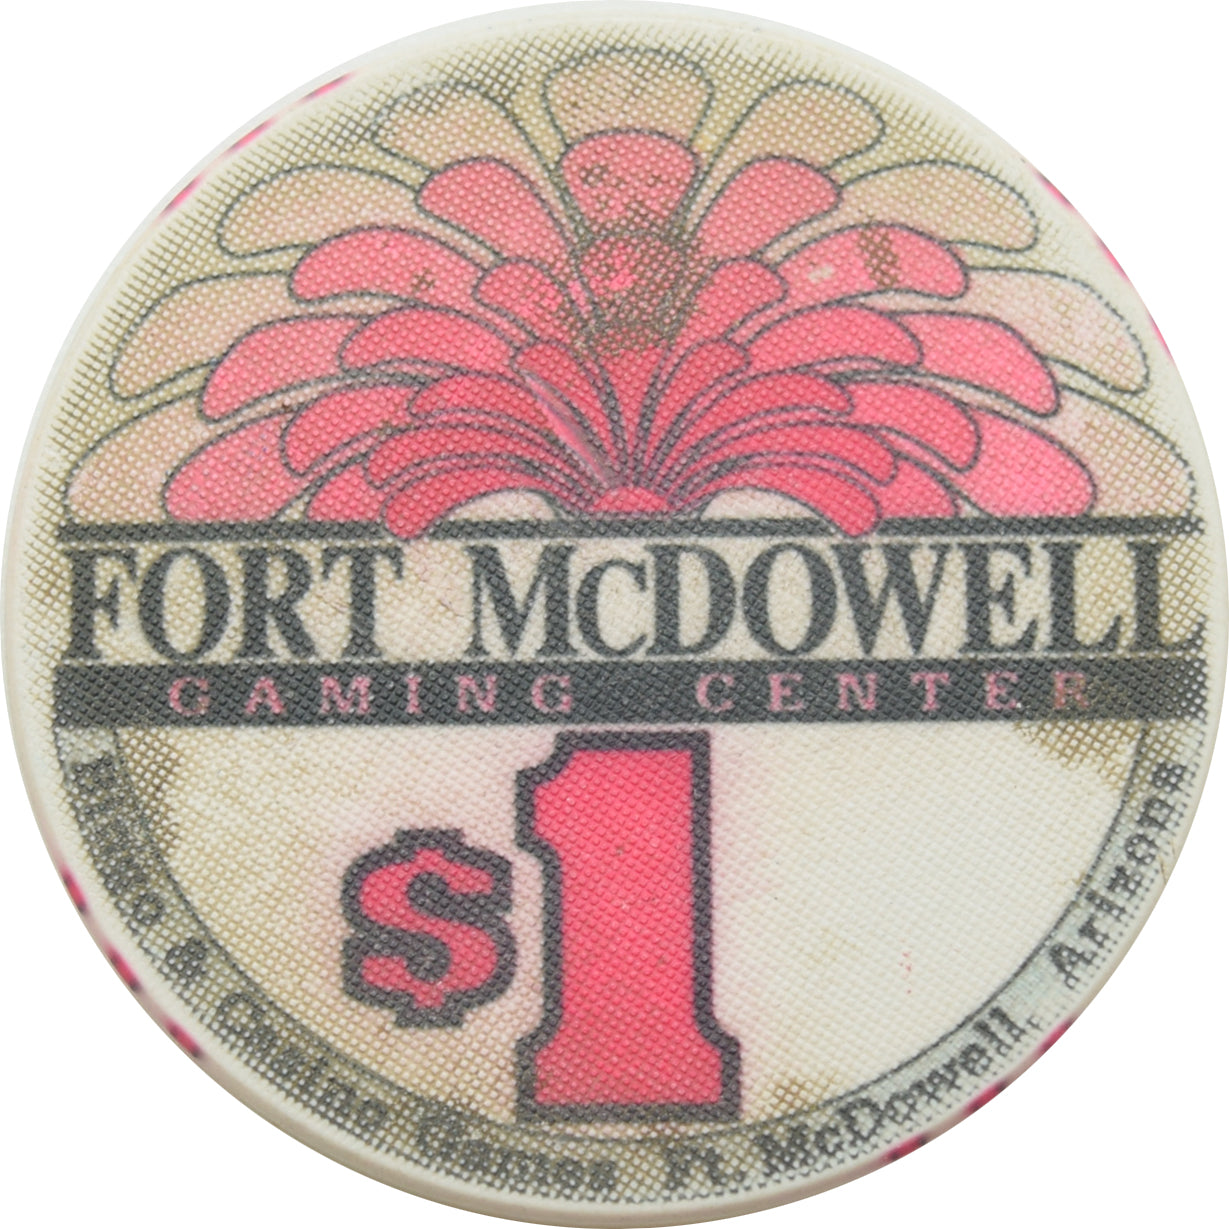 FORT McDOWELL
GAMING CENTER
$1
Bingo & Casino Games Ft McDowell, Arizona